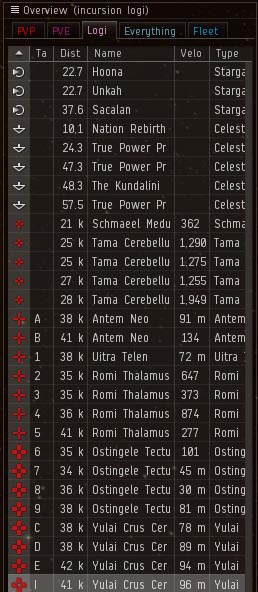 Overview (incursion logi)
PVP PVE Logi Everything Fleet
Ta Dist Name Velo Type
22.7 Hoona Starga
22.7 Unkah Starga
37.6 Sacalan Starga
10.1 Nation Rebirth Celest
24.3 True Power Pr Celest
47.3 True Power Pr Celest
48.3 The Kundalini Celest
57.5 True Power Pr Celest
21 k Schmaeel Medu 362 Schma
25 k Tama Cerebellu 1,290 Tama
25 k Tama Cerebellu 1,275 Tama
27 k Tama Cerebellu 1,255 Tama
28 k Tama Cerebellu 1,949 Tama
A 38 k Antem Neo 91 m Antem
B 41 k Antem Neo 134 Antem
1 38 k Uitra Telen 72 m Uitra
2 35 k Romi Thalamus 647 Romi
3 35 k Romi Thalamus 373 Romi
4 36 k Romi Thalamus 874 Romi
5 41 k Romi Thalamus 277 Romi
6 35 k Ostingele Tectu 101 Osting
7 34 k Ostingele Tectu 45 m Osting
8 36 k Ostingele Tectu 30 m Osting
9 38 k Ostingele Tectu 81 m Osting
C 38 k Yulai Crus Cer 78 m Yulai
D 38 k Yulai Crus Cer 89 m Yulai
E 42 k Yulai Crus Cer 94 m Yulai
I 41 k Yulai Crus Cer 96 m Yulai